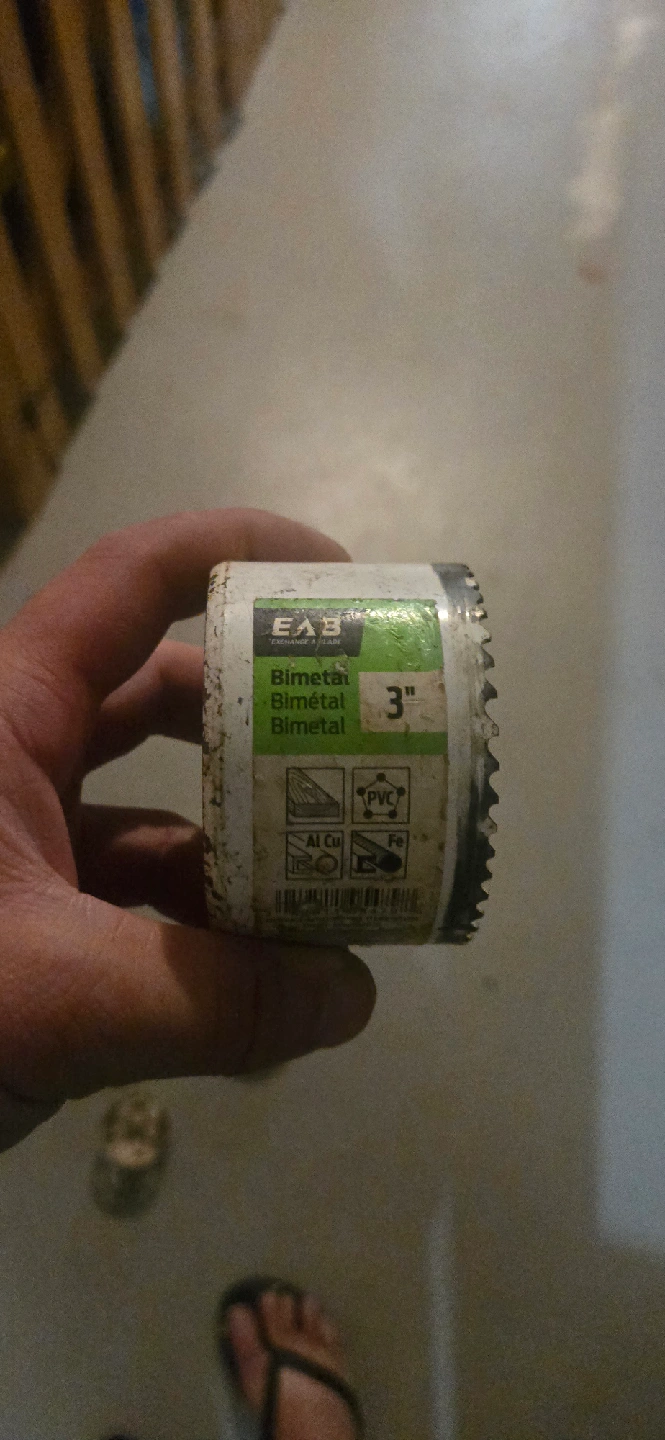 EAB
EXCHANGE-A-BLADE
Bimetal
Bimétal
Bimetal
3"
PVC
Al Cu
Fe